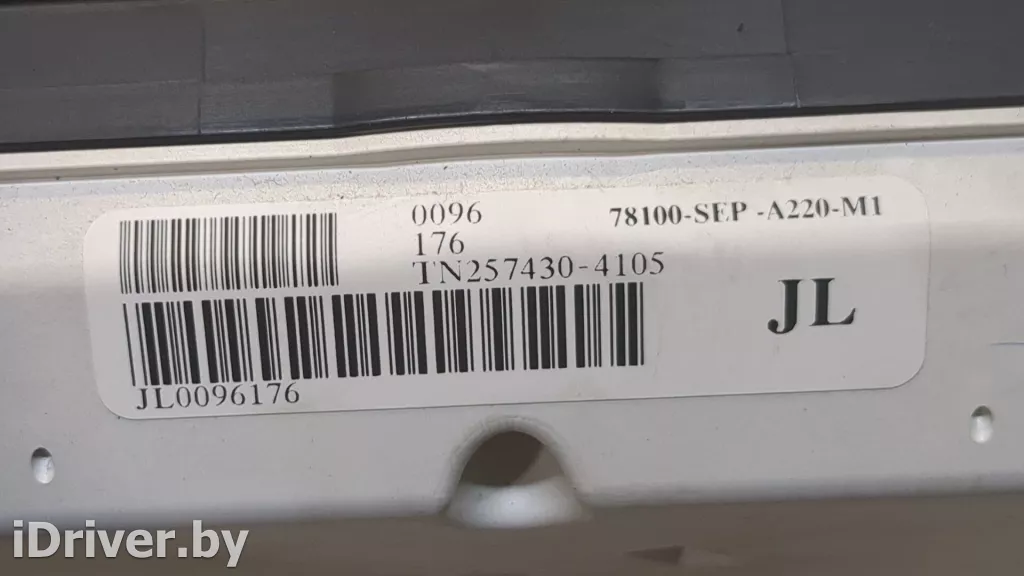 0096
78100-SEP -A220-M1
176
TN257430-4105
JL
JL0096176
iDriver.by